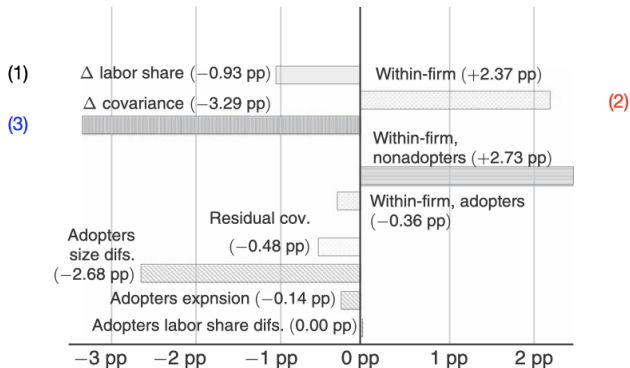 (1)
Δ labor share (−0.93 pp)
Within-firm (+2.37 pp)
(2)
Δ covariance (−3.29 pp)
(3)
Within-firm,
nonadopters (+2.73 pp)
Within-firm, adopters
(−0.36 pp)
Residual cov.
(−0.48 pp)
Adopters
size difs.
(−2.68 pp)
Adopters expnsion (−0.14 pp)
Adopters labor share difs. (0.00 pp)
−3 pp −2 pp −1 pp 0 pp 1 pp 2 pp